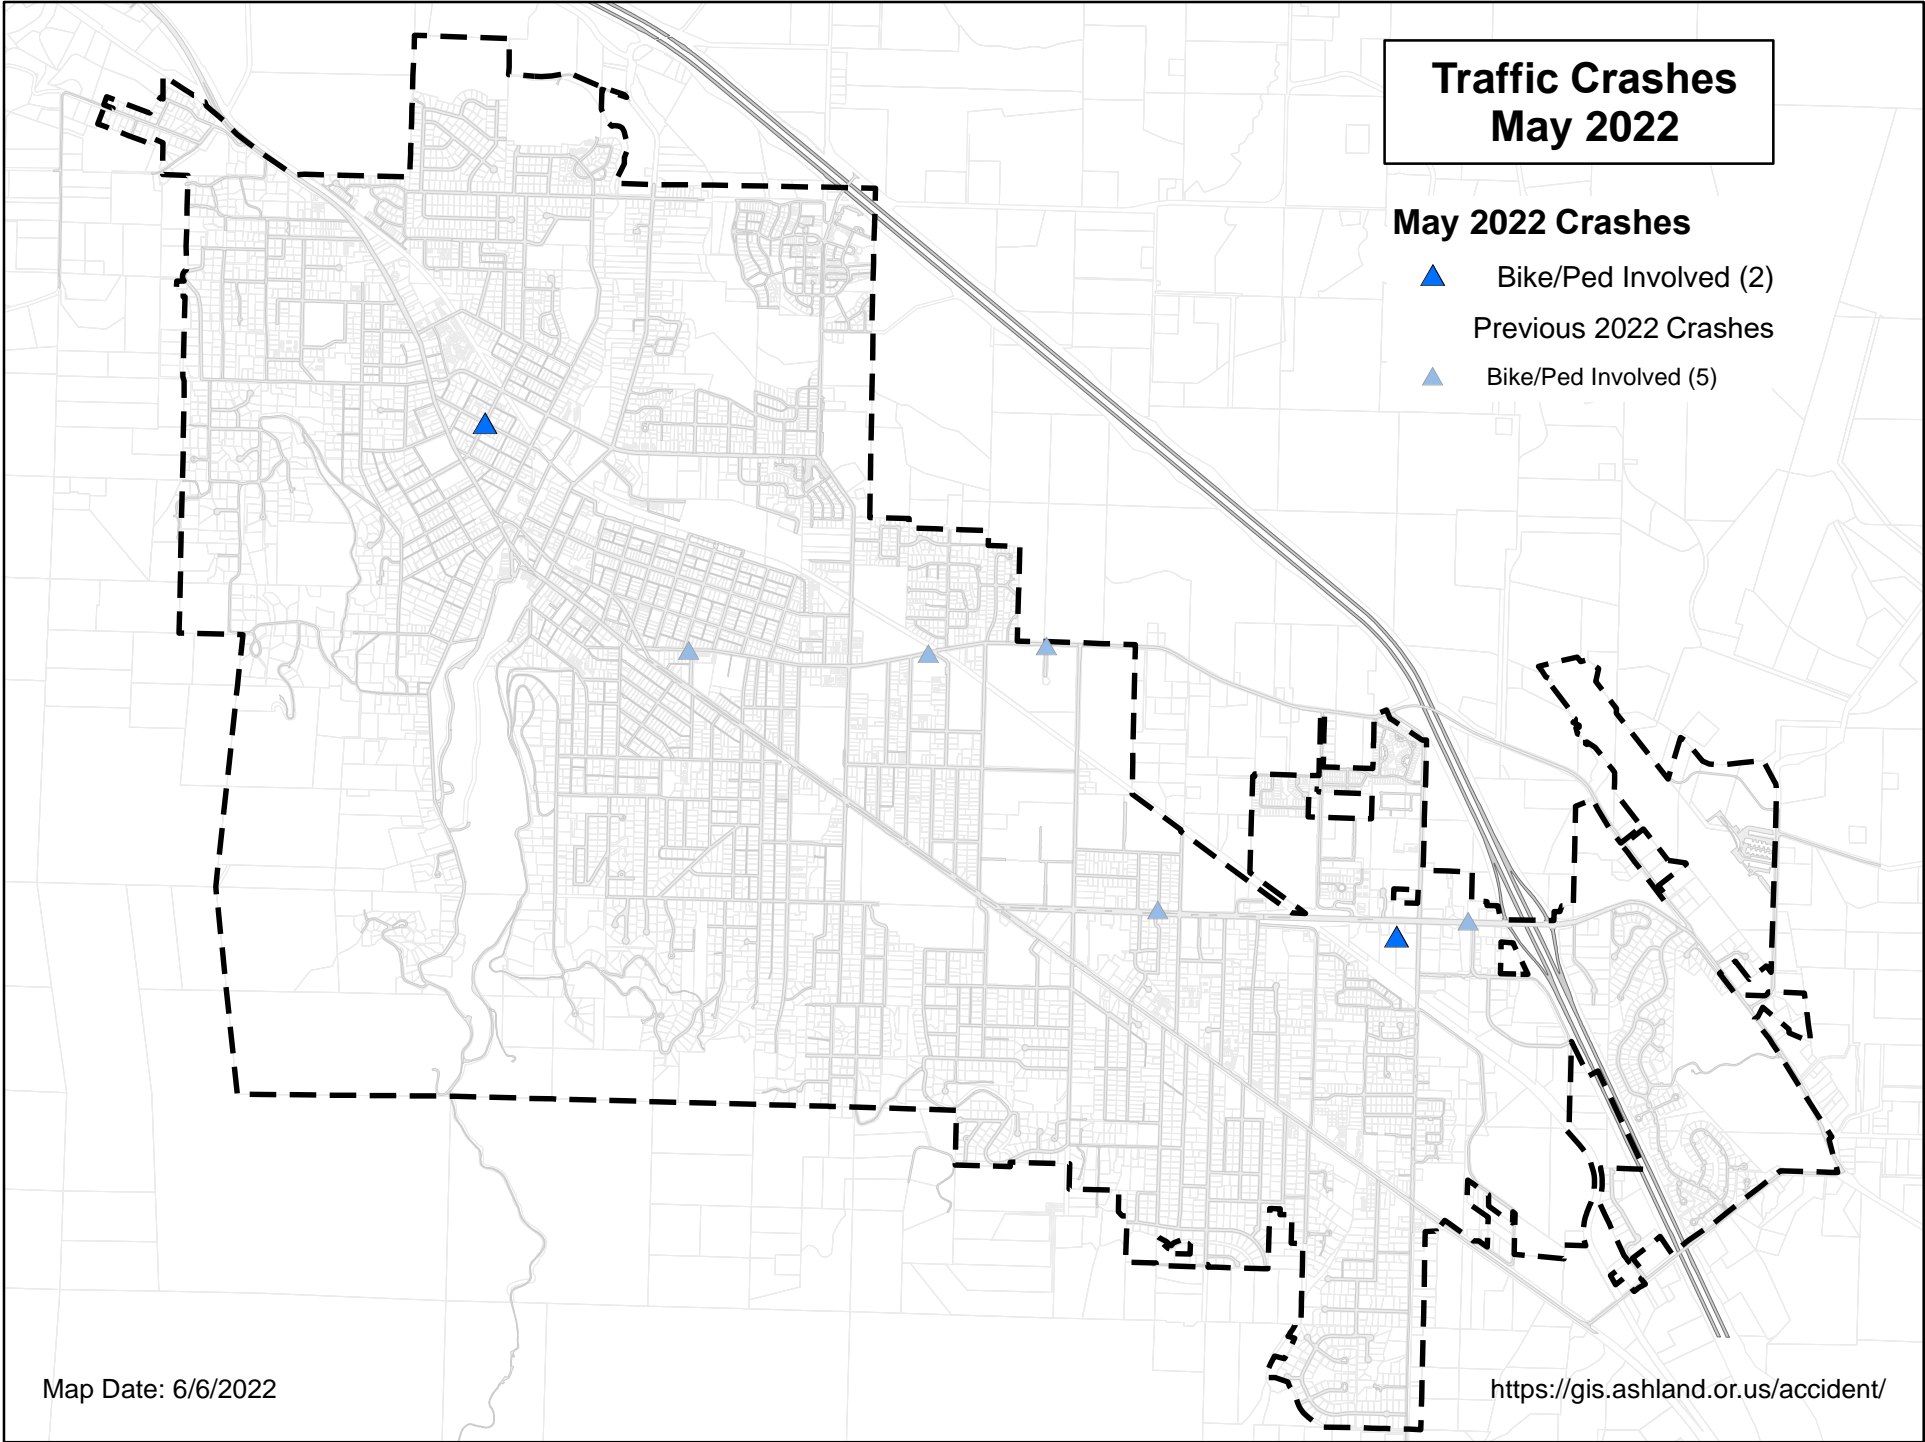 Traffic Crashes
May 2022
May 2022 Crashes
Bike/Ped Involved (2)
Previous 2022 Crashes
Bike/Ped Involved (5)
Map Date: 6/6/2022
https://gis.ashland.or.us/accident/